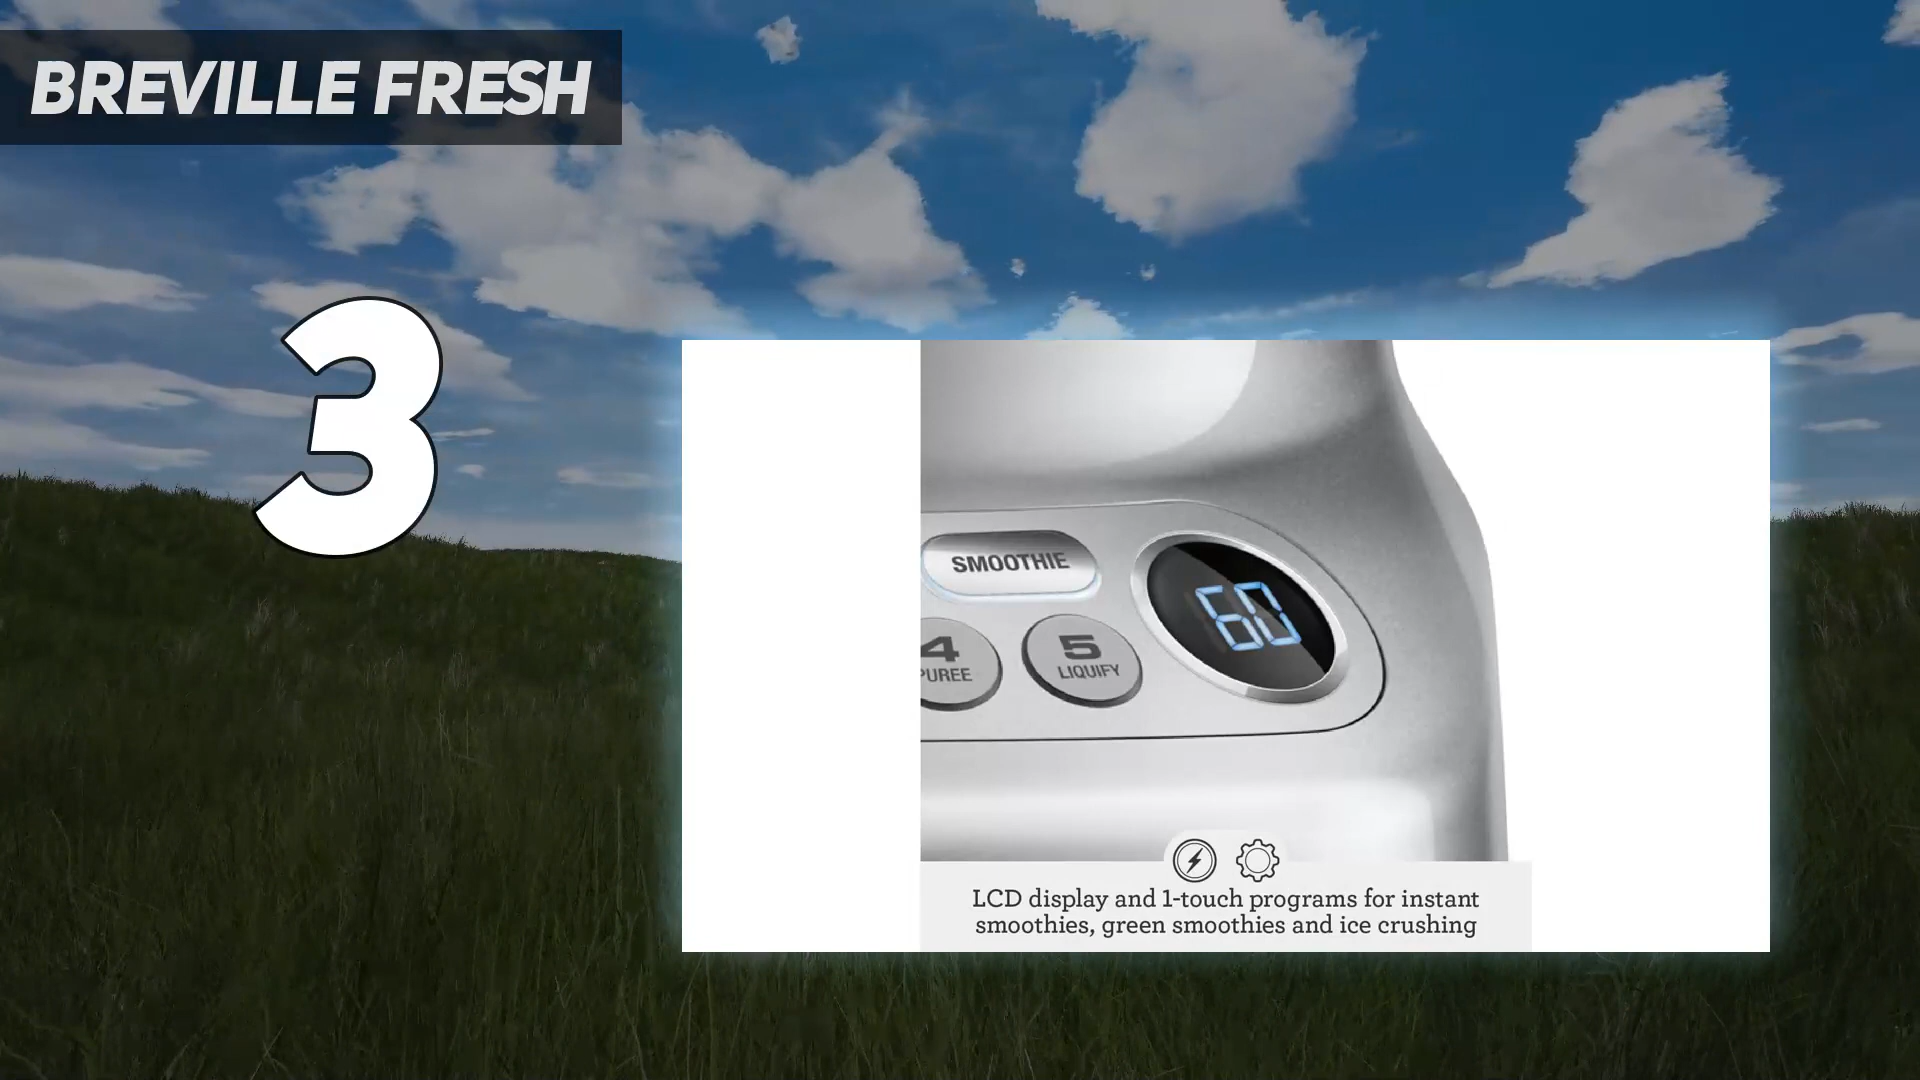 BREVILLE FRESH
3
SMOOTHIE
60
4
PUREE
5
LIQUIFY
LCD display and 1-touch programs for instant
smoothies, green smoothies and ice crushing